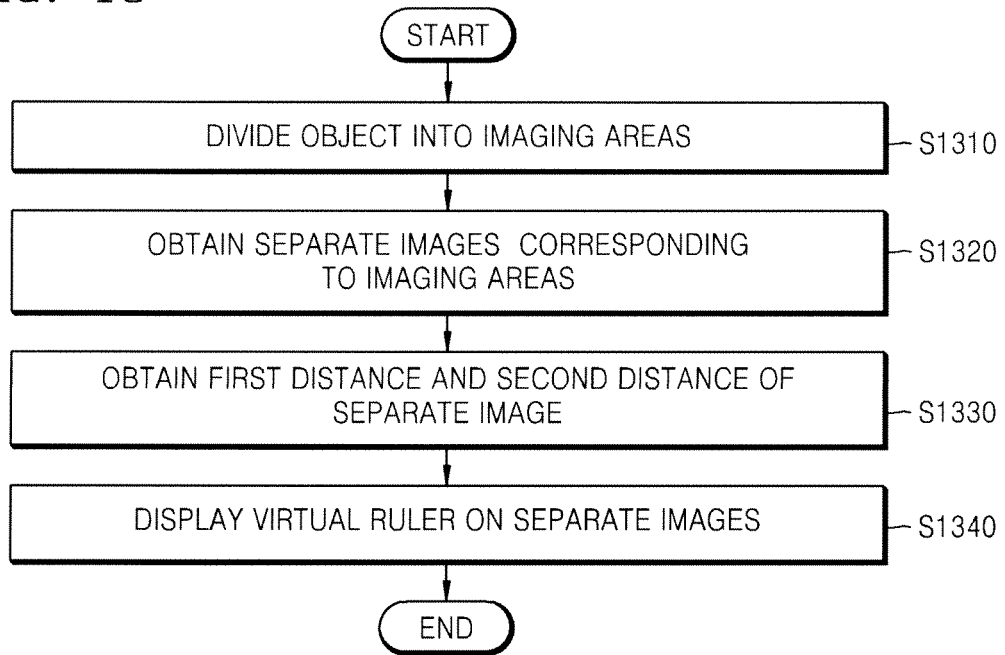 START
DIVIDE OBJECT INTO IMAGING AREAS
S1310
OBTAIN SEPARATE IMAGES CORRESPONDING
TO IMAGING AREAS
S1320
OBTAIN FIRST DISTANCE AND SECOND DISTANCE OF
SEPARATE IMAGE
S1330
DISPLAY VIRTUAL RULER ON SEPARATE IMAGES
S1340
END